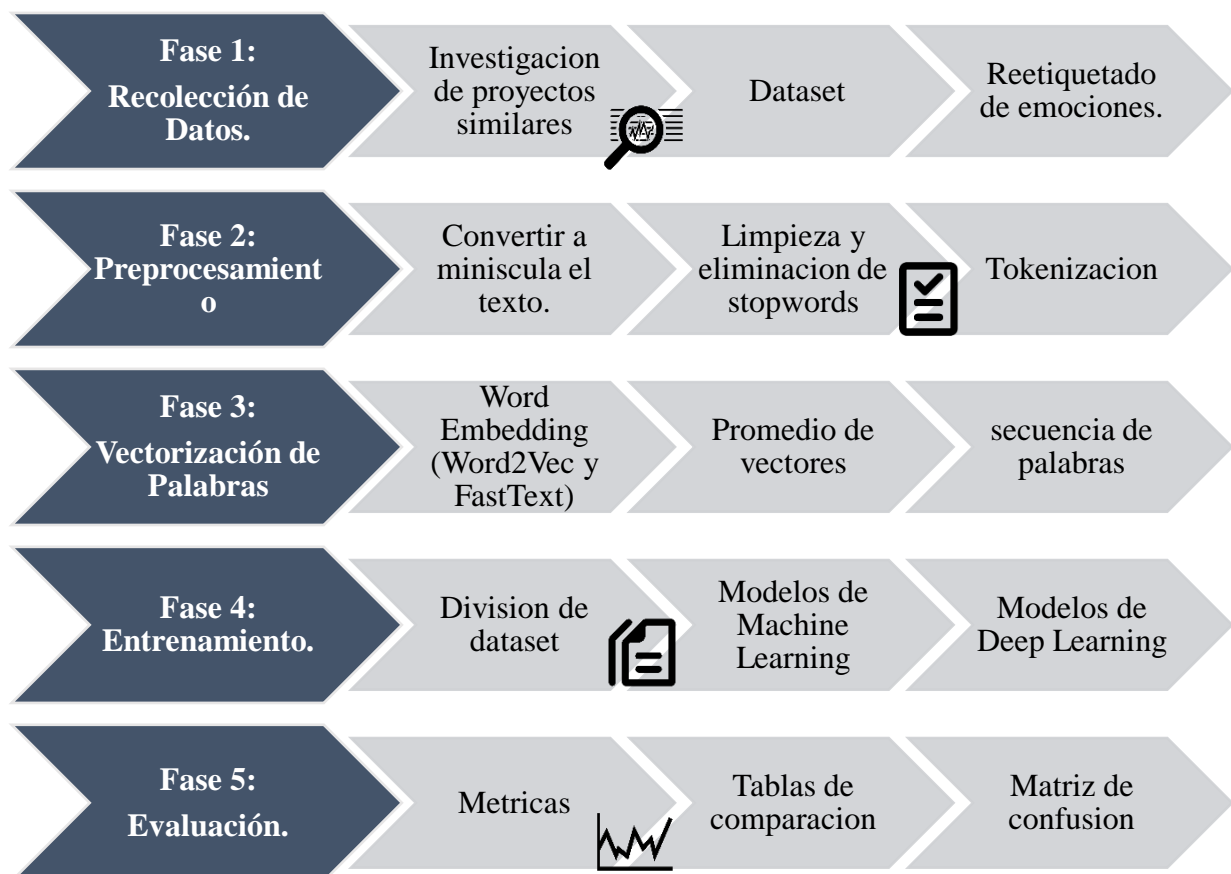 Fase 1:
Recolección de
Datos.
Investigacion
de proyectos
similares
Dataset
Reetiquetado
de emociones.
Fase 2:
Preprocesamient
o
Convertir a
miniscula el
texto.
Limpieza y
eliminacion de
stopwords
Tokenizacion
Fase 3:
Vectorización de
Palabras
Word
Embedding
(Word2Vec y
FastText)
Promedio de
vectores
secuencia de
palabras
Fase 4:
Entrenamiento.
Division de
dataset
Modelos de
Machine
Learning
Modelos de
Deep Learning
Fase 5:
Evaluación.
Metricas
Tablas de
comparacion
Matriz de
confusion